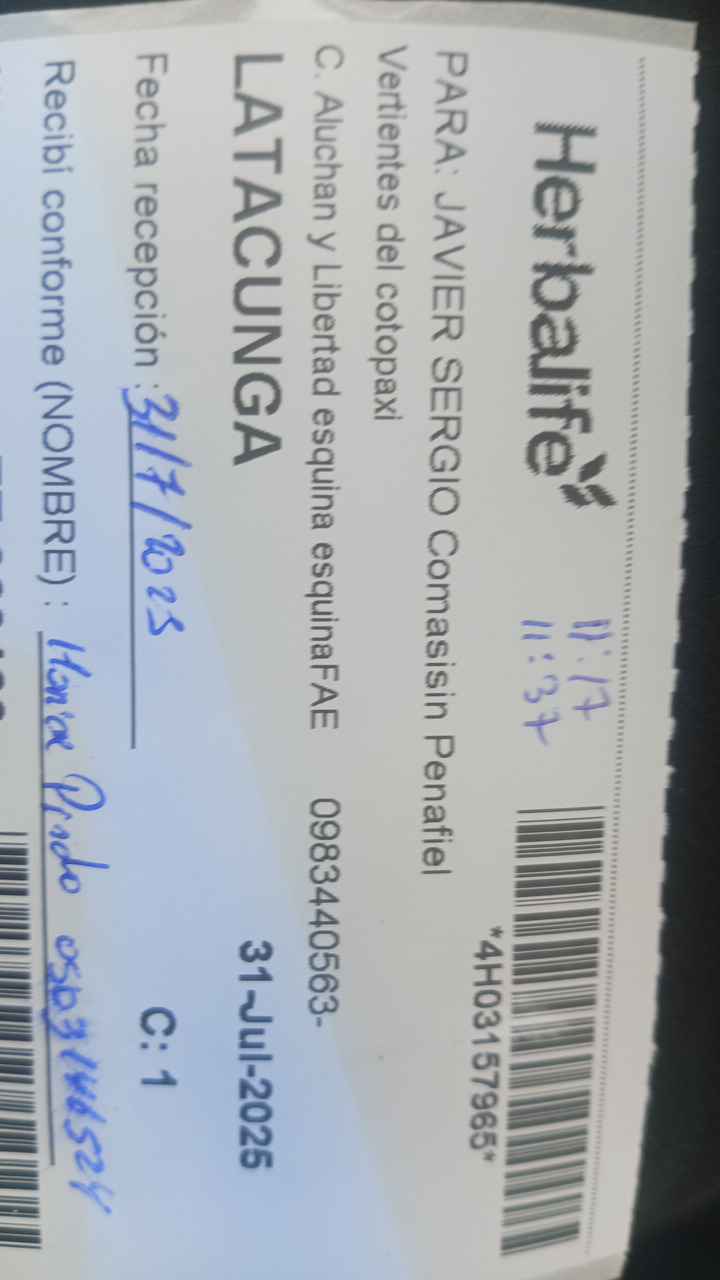 Herbalife
11:17
11:37
*4H03157965*
PARA: JAVIER SERGIO Comasisin Penafiel
Vertientes del cotopaxi
C. Aluchan y Libertad esquina esquinaFAE 0983440563-
LATACUNGA 31-Jul-2025
Fecha recepción : 31/7/2025 C: 1
Recibí conforme (NOMBRE) :